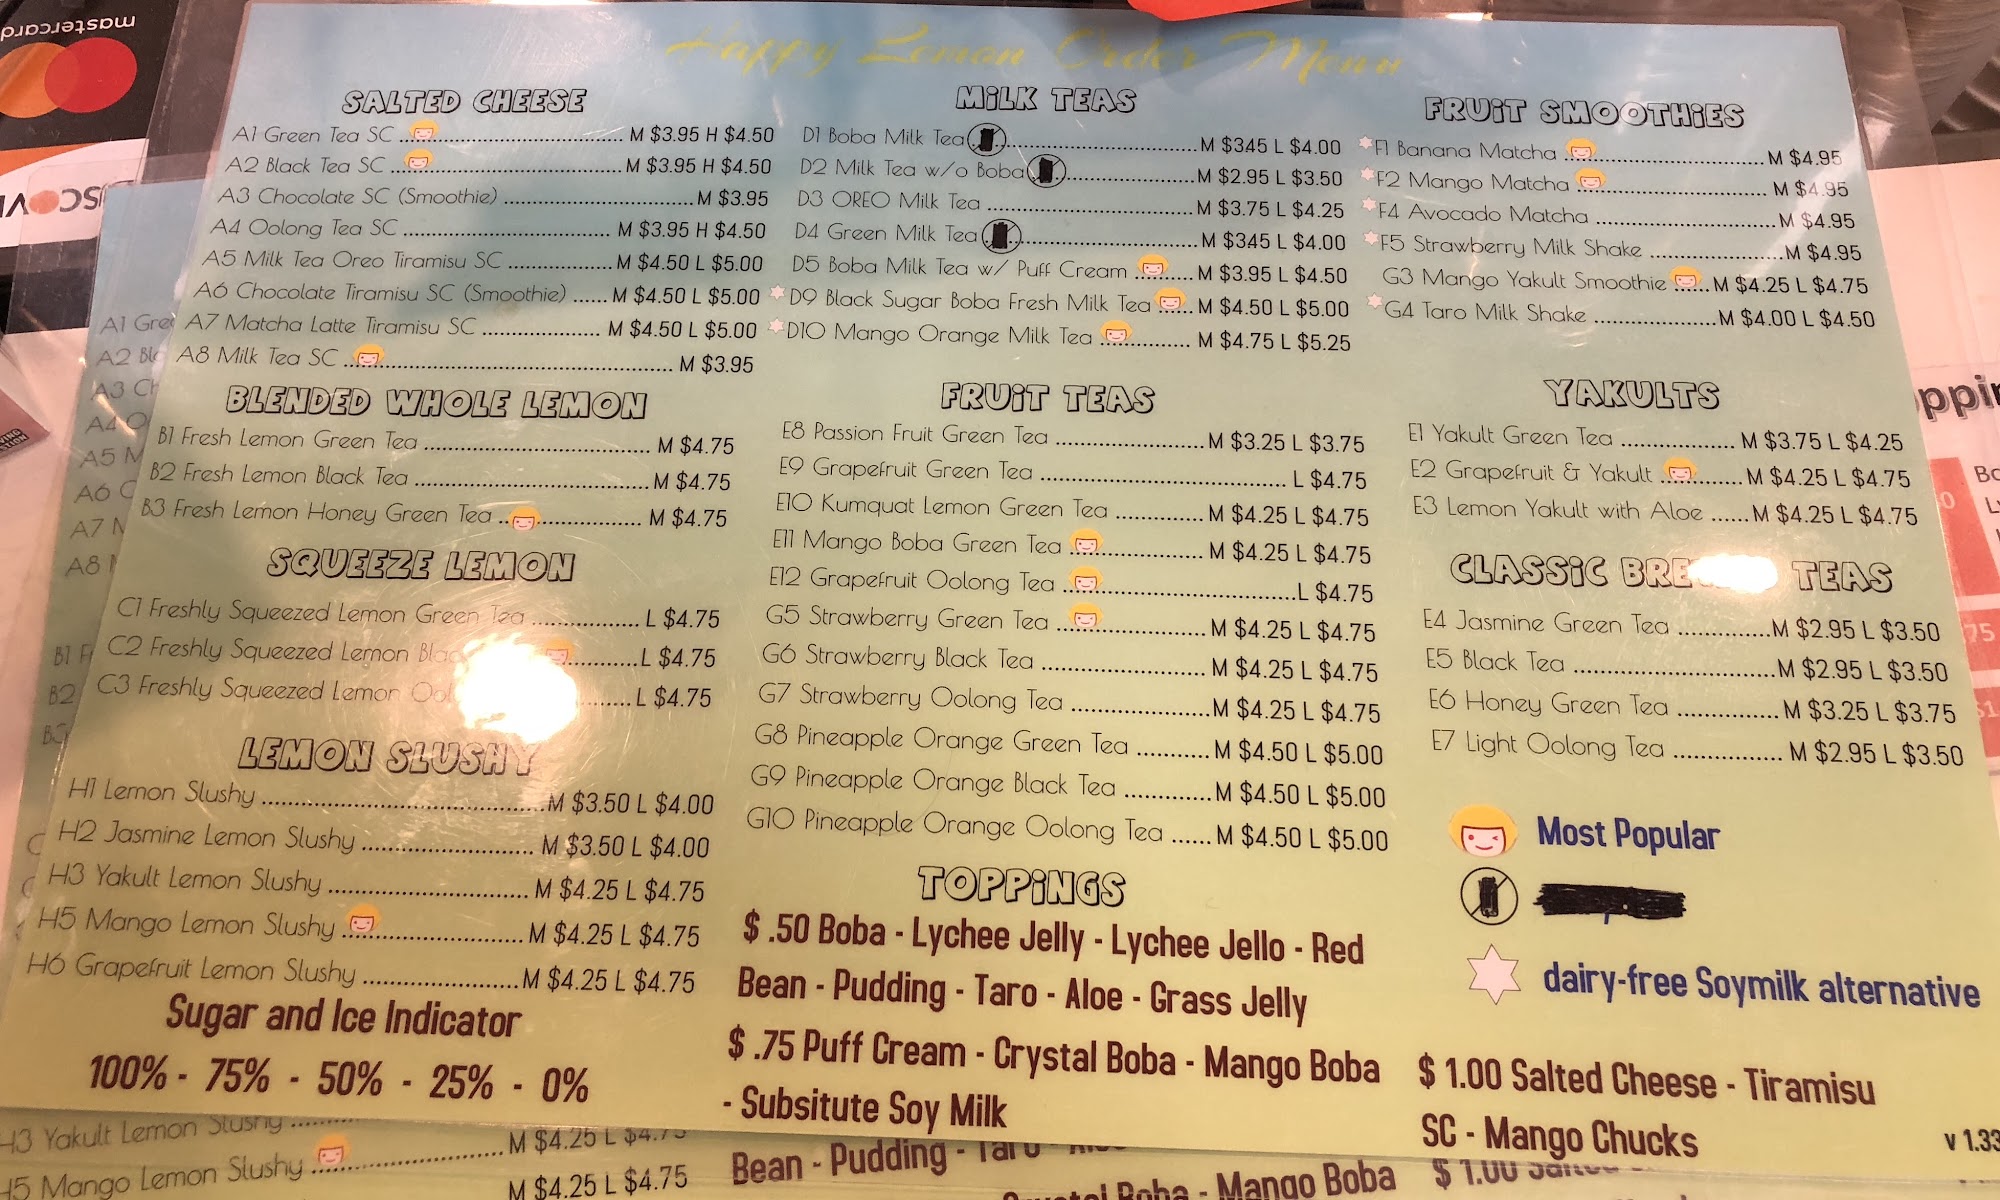 mastercard
Happy Lemon Order Menu
SALTED CHEESE
A1 Green Tea SC ........ M $3.95 H $4.50
A2 Black Tea SC ........ M $3.95 H $4.50
A3 Chocolate SC (Smoothie) ........ M $3.95
A4 Oolong Tea SC ........ M $3.95 H $4.50
A5 Milk Tea Oreo Tiramisu SC ........ M $4.50 L $5.00
A6 Chocolate Tiramisu SC (Smoothie) ...... M $4.50 L $5.00
A7 Matcha Latte Tiramisu SC ........ M $4.50 L $5.00
A8 Milk Tea SC ........ M $3.95
BLENDED WHOLE LEMON
B1 Fresh Lemon Green Tea ........ M $4.75
B2 Fresh Lemon Black Tea ........ M $4.75
B3 Fresh Lemon Honey Green Tea ........ M $4.75
SQUEEZE LEMON
C1 Freshly Squeezed Lemon Green Tea ........ L $4.75
C2 Freshly Squeezed Lemon ........ L $4.75
C3 Freshly Squeezed Lemon ...... L $4.75
LEMON SLUSHY
H1 Lemon Slushy ........ M $3.50 L $4.00
H2 Jasmine Lemon Slushy ........ M $3.50 L $4.00
H3 Yakult Lemon Slushy ........ M $4.25 L $4.75
H5 Mango Lemon Slushy ........ M $4.25 L $4.75
H6 Grapefruit Lemon Slushy ........ M $4.25 L $4.75
Sugar and Ice Indicator
100% - 75% - 50% - 25% - 0%
MILK TEAS
D1 Boba Milk Tea ........ M $345 L $4.00
D2 Milk Tea w/o Boba ........ M $2.95 L $3.50
D3 OREO Milk Tea ........ M $3.75 L $4.25
D4 Green Milk Tea ........ M $345 L $4.00
D5 Boba Milk Tea w/ Puff Cream ........ M $3.95 L $4.50
D9 Black Sugar Boba Fresh Milk Tea ...... M $4.50 L $5.00
D10 Mango Orange Milk Tea ........ M $4.75 L $5.25
FRUIT TEAS
E8 Passion Fruit Green Tea ........ M $3.25 L $3.75
E9 Grapefruit Green Tea ........ L $4.75
E10 Kumquat Lemon Green Tea ........ M $4.25 L $4.75
E11 Mango Boba Green Tea ........ M $4.25 L $4.75
E12 Grapefruit Oolong Tea ........ L $4.75
G5 Strawberry Green Tea ........ M $4.25 L $4.75
G6 Strawberry Black Tea ........ M $4.25 L $4.75
G7 Strawberry Oolong Tea ........ M $4.25 L $4.75
G8 Pineapple Orange Green Tea ........ M $4.50 L $5.00
G9 Pineapple Orange Black Tea ........ M $4.50 L $5.00
G10 Pineapple Orange Oolong Tea ...... M $4.50 L $5.00
TOPPINGS
$ .50 Boba - Lychee Jelly - Lychee Jello - Red
Bean - Pudding - Taro - Aloe - Grass Jelly
$ .75 Puff Cream - Crystal Boba - Mango Boba
- Subsitute Soy Milk
FRUIT SMOOTHIES
F1 Banana Matcha ........ M $4.95
F2 Mango Matcha ........ M $4.95
F4 Avocado Matcha ........ M $4.95
F5 Strawberry Milk Shake ........ M $4.95
G3 Mango Yakult Smoothie ...... M $4.25 L $4.75
G4 Taro Milk Shake ........ M $4.00 L $4.50
YAKULTS
E1 Yakult Green Tea ........ M $3.75 L $4.25
E2 Grapefruit & Yakult ........ M $4.25 L $4.75
E3 Lemon Yakult with Aloe ...... M $4.25 L $4.75
CLASSIC TEAS
E4 Jasmine Green Tea ........ M $2.95 L $3.50
E5 Black Tea ........ M $2.95 L $3.50
E6 Honey Green Tea ........ M $3.25 L $3.75
E7 Light Oolong Tea ........ M $2.95 L $3.50
Most Popular
dairy-free Soymilk alternative
$ 1.00 Salted Cheese - Tiramisu
SC - Mango Chucks
v 1.33
H3 Yakult Lemon Slushy ........ M $4.25 L $4.75
H5 Mango Lemon Slushy ........ M $4.25 L $4.75
Bean - Pudding - Taro
Mango Boba
$ 1.00